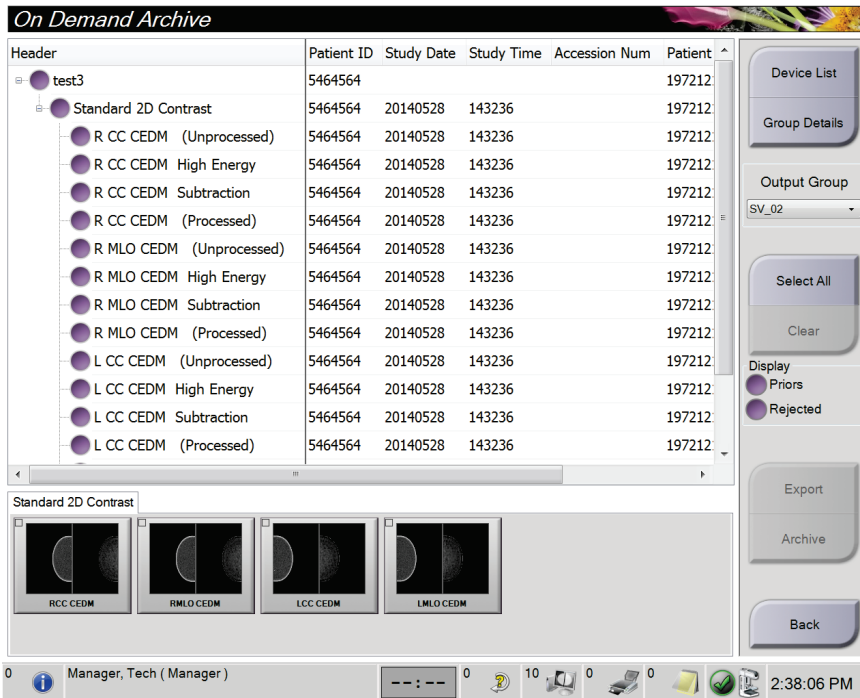 On Demand Archive
Header Patient ID Study Date Study Time Accession Num Patient
test3 5464564 197212
Standard 2D Contrast 5464564 20140528 143236 197212
R CC CEDM (Unprocessed) 5464564 20140528 143236 197212
R CC CEDM High Energy 5464564 20140528 143236 197212
R CC CEDM Subtraction 5464564 20140528 143236 197212
R CC CEDM (Processed) 5464564 20140528 143236 197212
R MLO CEDM (Unprocessed) 5464564 20140528 143236 197212
R MLO CEDM High Energy 5464564 20140528 143236 197212
R MLO CEDM Subtraction 5464564 20140528 143236 197212
R MLO CEDM (Processed) 5464564 20140528 143236 197212
L CC CEDM (Unprocessed) 5464564 20140528 143236 197212
L CC CEDM High Energy 5464564 20140528 143236 197212
L CC CEDM Subtraction 5464564 20140528 143236 197212
L CC CEDM (Processed) 5464564 20140528 143236 197212
Device List
Group Details
Output Group
SV_02
Select All
Clear
Display
Priors
Rejected
Export
Archive
Back
Standard 2D Contrast
RCC CEDM RMLO CEDM LCC CEDM LMLO CEDM
0 Manager, Tech ( Manager ) --:-- 0 10 0 0 2:38:06 PM